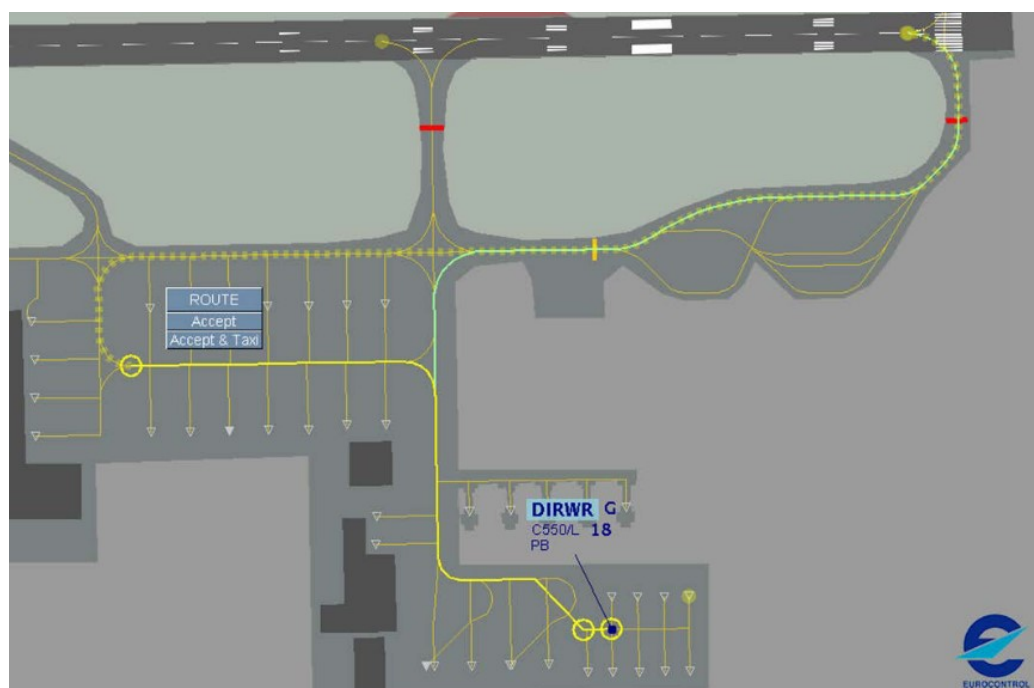 ROUTE
Accept
Accept & Taxi
DIRWR G
C550/L 18
PB
EUROCONTROL